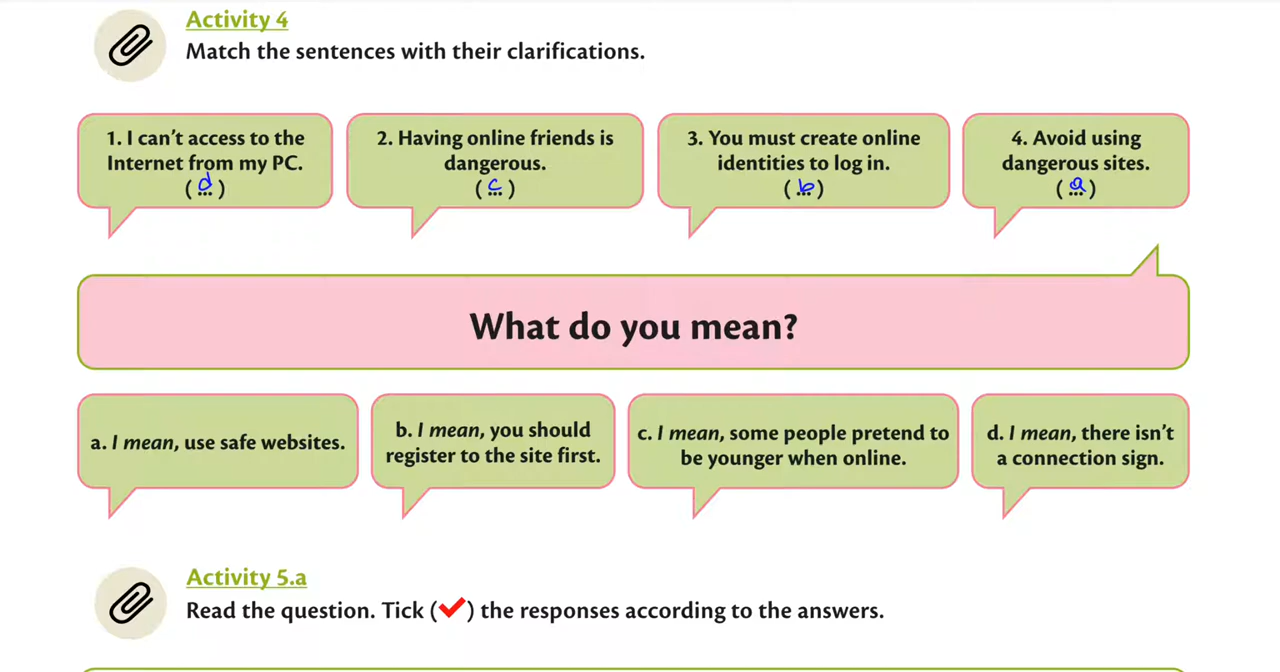 Activity 4
Match the sentences with their clarifications.
1. I can't access to the
Internet from my PC.
(d...)
2. Having online friends is
dangerous.
(c...)
3. You must create online
identities to log in.
(b...)
4. Avoid using
dangerous sites.
(a...)
What do you mean?
a. I mean, use safe websites.
b. I mean, you should
register to the site first.
c. I mean, some people pretend to
be younger when online.
d. I mean, there isn't
a connection sign.
Activity 5.a
Read the question. Tick (✓) the responses according to the answers.